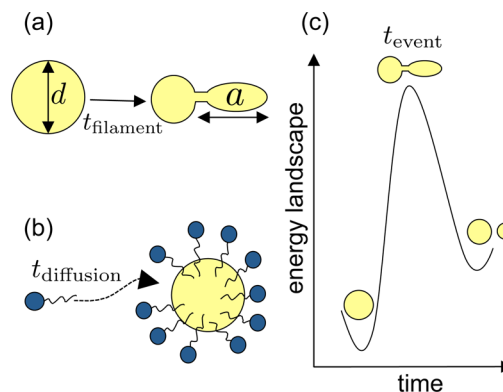 (a)
d
t_filament
a
(b)
t_diffusion
(c)
t_event
energy landscape
time